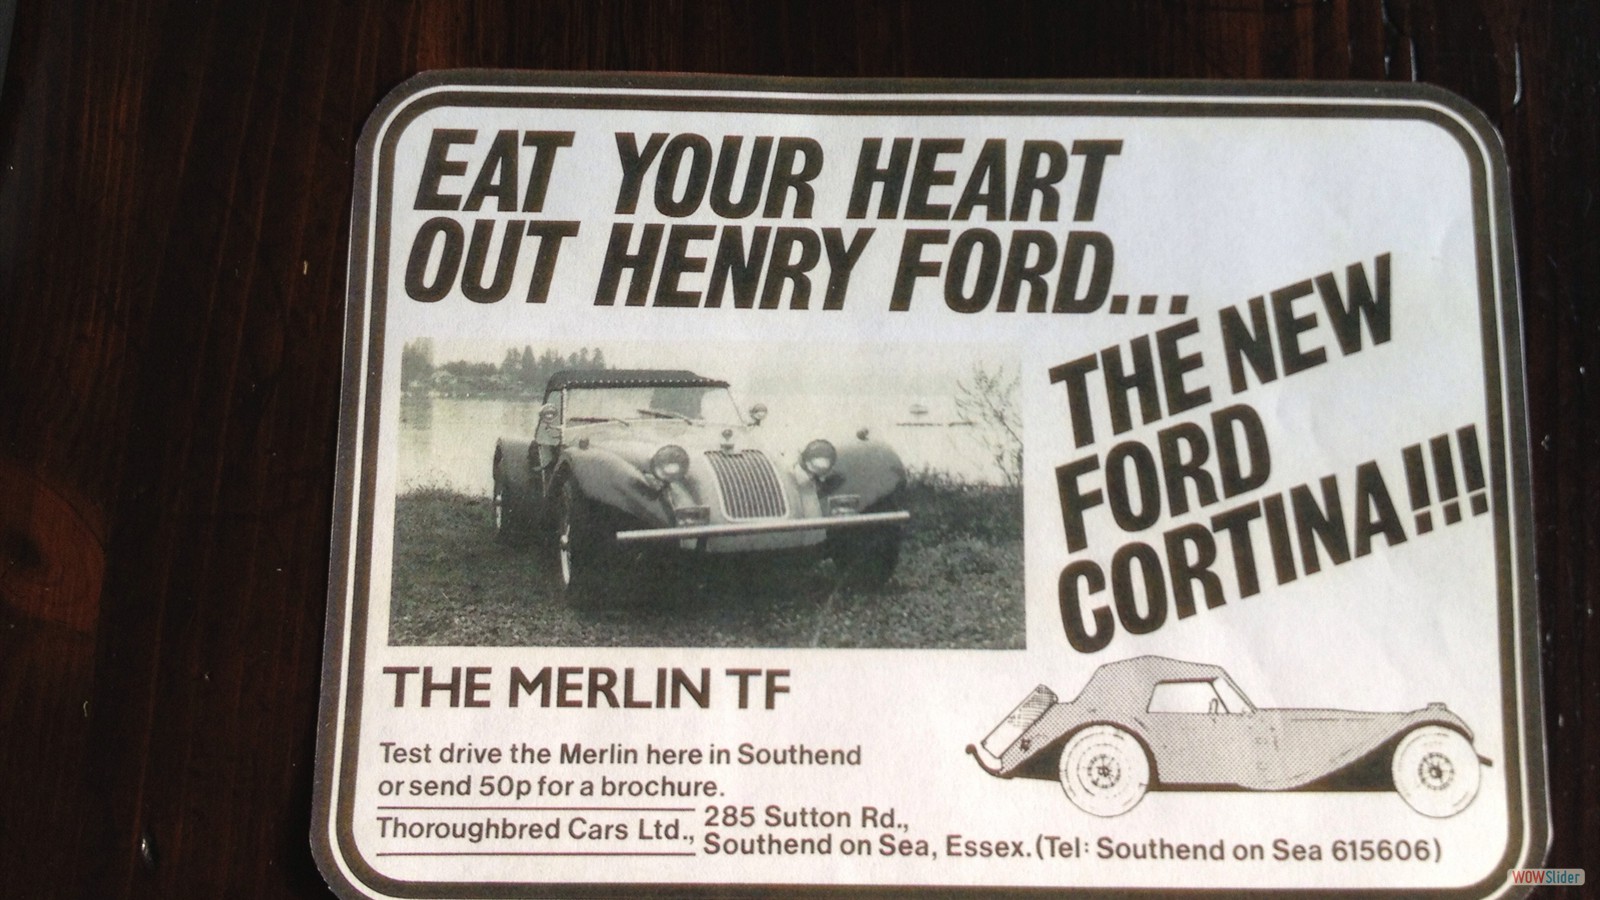 EAT YOUR HEART
OUT HENRY FORD...
THE NEW
FORD
CORTINA!!!
THE MERLIN TF
Test drive the Merlin here in Southend
or send 50p for a brochure.
Thoroughbred Cars Ltd., 285 Sutton Rd.,
Southend on Sea, Essex. (Tel: Southend on Sea 615606)
WOWSlider